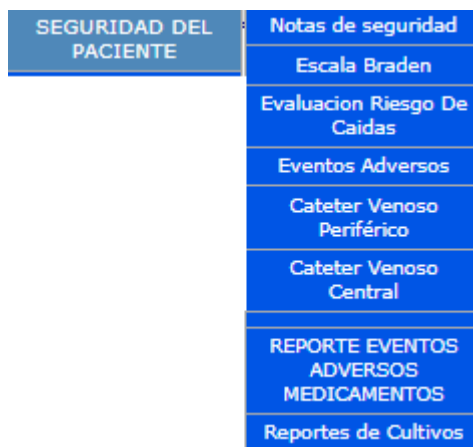 SEGURIDAD DEL
PACIENTE
Notas de seguridad
Escala Braden
Evaluacion Riesgo De
Caidas
Eventos Adversos
Cateter Venoso
Periférico
Cateter Venoso
Central
REPORTE EVENTOS
ADVERSOS
MEDICAMENTOS
Reportes de Cultivos